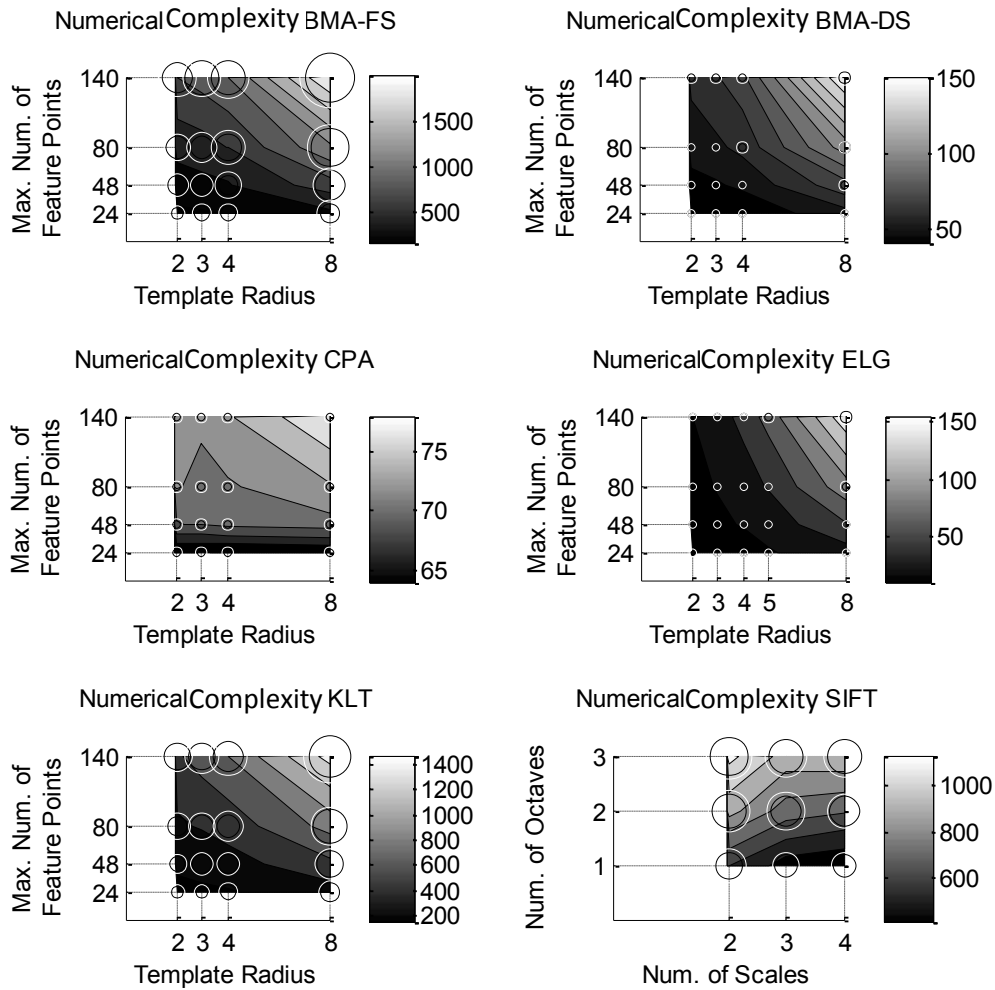 NumericalComplexity BMA-FS
Max. Num. of
Feature Points
140
80
48
24
2 3 4 8
Template Radius
1500
1000
500
NumericalComplexity BMA-DS
Max. Num. of
Feature Points
140
80
48
24
2 3 4 8
Template Radius
150
100
50
NumericalComplexity CPA
Max. Num. of
Feature Points
140
80
48
24
2 3 4 8
Template Radius
75
70
65
NumericalComplexity ELG
Max. Num. of
Feature Points
140
80
48
24
2 3 4 5 8
Template Radius
150
100
50
NumericalComplexity KLT
Max. Num. of
Feature Points
140
80
48
24
2 3 4 8
Template Radius
1400
1200
1000
800
600
400
200
NumericalComplexity SIFT
Num. of Octaves
3
2
1
2 3 4
Num. of Scales
1000
800
600